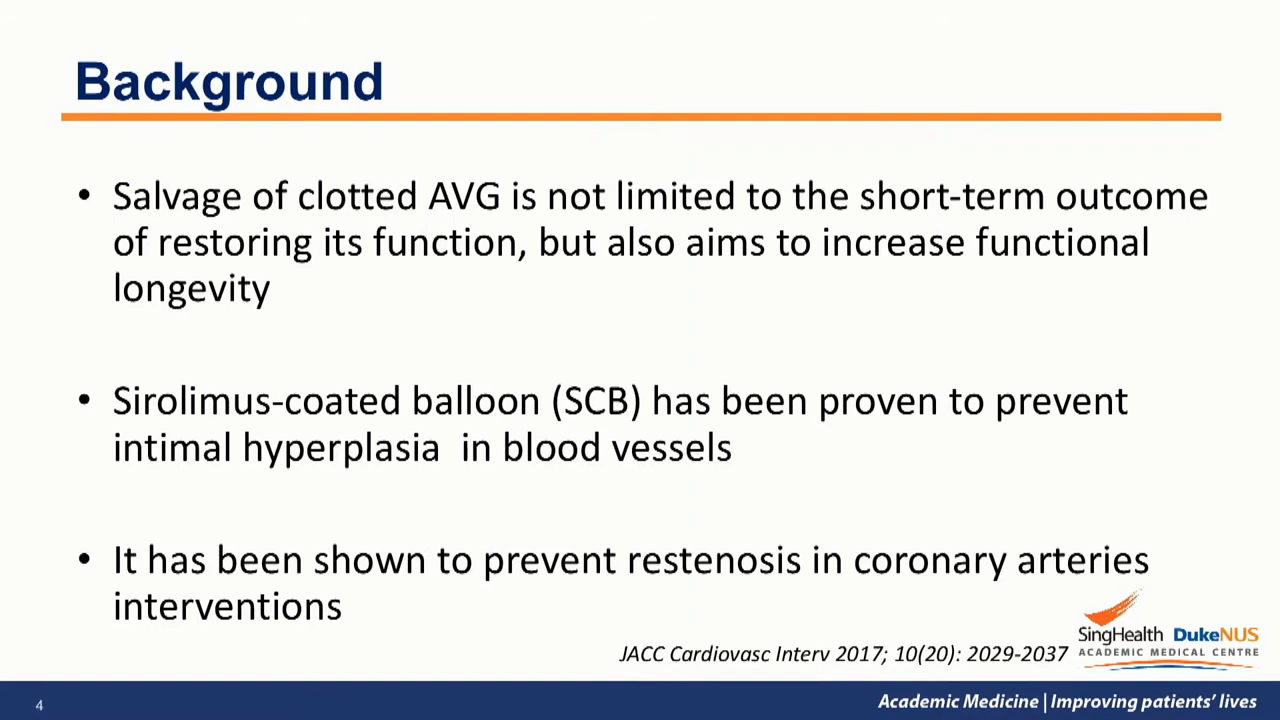 Background
• Salvage of clotted AVG is not limited to the short-term outcome
of restoring its function, but also aims to increase functional
longevity
• Sirolimus-coated balloon (SCB) has been proven to prevent
intimal hyperplasia  in blood vessels
• It has been shown to prevent restenosis in coronary arteries
interventions
JACC Cardiovasc Interv 2017; 10(20): 2029-2037
SingHealth DukeNUS
ACADEMIC MEDICAL CENTRE
4
Academic Medicine | Improving patients’ lives